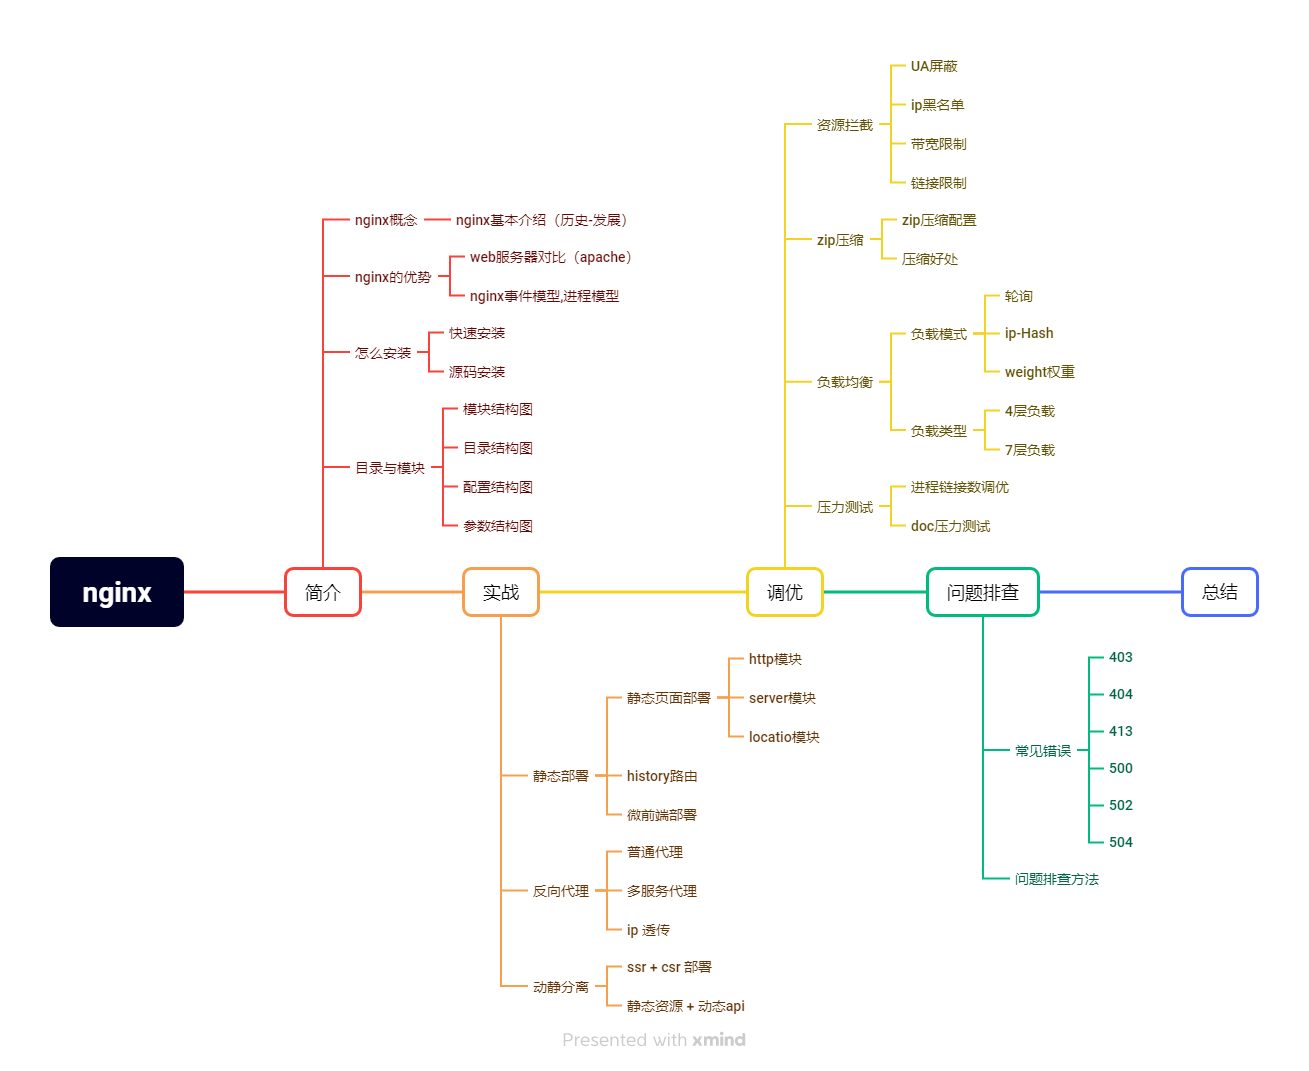 nginx
简介
nginx概念
nginx基本介绍（历史-发展）
nginx的优势
web服务器对比（apache）
nginx事件模型,进程模型
怎么安装
快速安装
源码安装
目录与模块
模块结构图
目录结构图
配置结构图
参数结构图
实战
静态部署
静态页面部署
http模块
server模块
locatio模块
history路由
微前端部署
反向代理
普通代理
多服务代理
ip 透传
动静分离
ssr + csr 部署
静态资源 + 动态api
调优
资源拦截
UA屏蔽
ip黑名单
带宽限制
链接限制
zip压缩
zip压缩配置
压缩好处
负载均衡
负载模式
轮询
ip-Hash
weight权重
负载类型
4层负载
7层负载
压力测试
进程链接数调优
doc压力测试
问题排查
常见错误
403
404
413
500
502
504
问题排查方法
总结
Presented with xmind